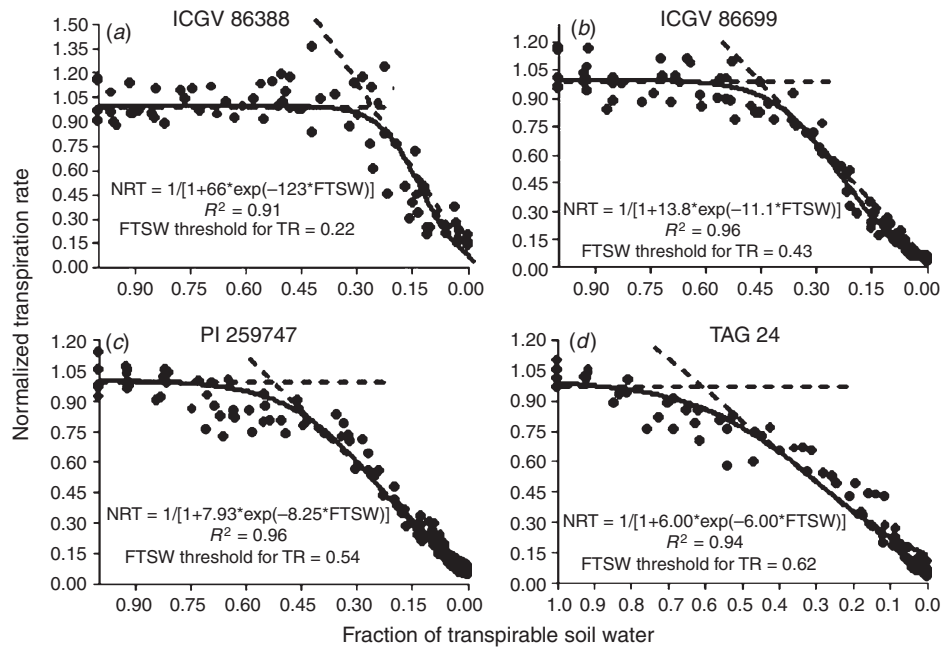 ICGV 86388
(a)
1.50
1.35
1.20
1.05
0.90
0.75
0.60
0.45
0.30
0.15
0.00
NRT = 1/[1+66*exp(−123*FTSW)]
R² = 0.91
FTSW threshold for TR = 0.22
0.90 0.75 0.60 0.45 0.30 0.15 0.00
ICGV 86699
(b)
1.20
1.05
0.90
0.75
0.60
0.45
0.30
0.15
0.00
NRT = 1/[1+13.8*exp(−11.1*FTSW)]
R² = 0.96
FTSW threshold for TR = 0.43
0.90 0.75 0.60 0.45 0.30 0.15 0.00
Normalized transpiration rate
PI 259747
(c)
1.20
1.05
0.90
0.75
0.60
0.45
0.30
0.15
0.00
NRT = 1/[1+7.93*exp(−8.25*FTSW)]
R² = 0.96
FTSW threshold for TR = 0.54
0.90 0.75 0.60 0.45 0.30 0.15 0.00
TAG 24
(d)
1.20
1.05
0.90
0.75
0.60
0.45
0.30
0.15
0.00
NRT = 1/[1+6.00*exp(−6.00*FTSW)]
R² = 0.94
FTSW threshold for TR = 0.62
1.0 0.9 0.8 0.7 0.6 0.5 0.4 0.3 0.2 0.1 0.0
Fraction of transpirable soil water